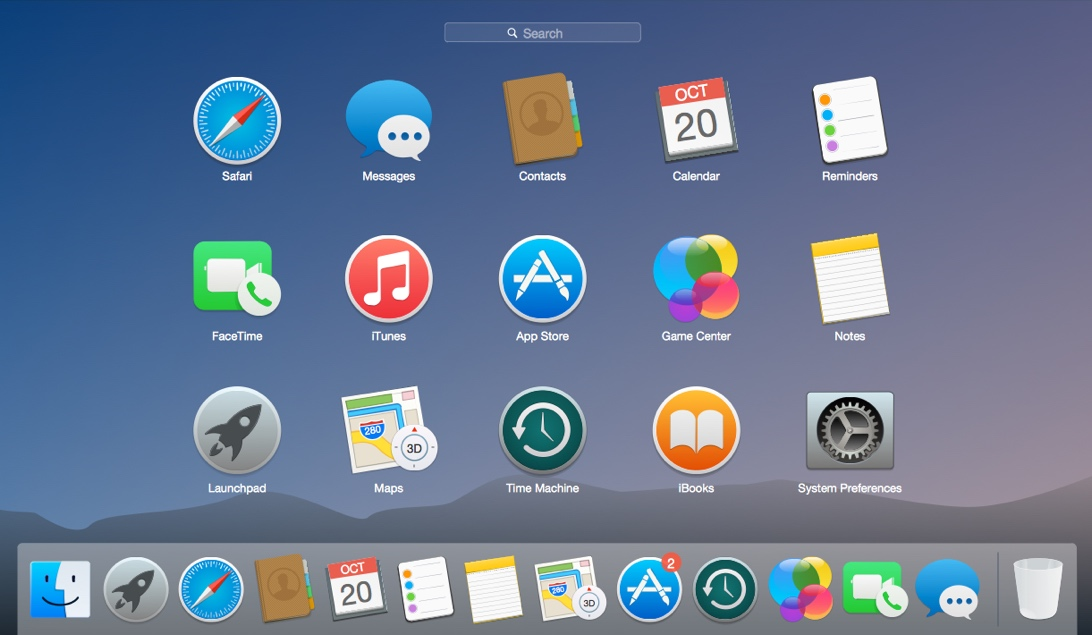 Search
OCT
20
Safari
Messages
Contacts
Calendar
Reminders
FaceTime
iTunes
App Store
Game Center
Notes
280
3D
Launchpad
Maps
Time Machine
iBooks
System Preferences
OCT
20
280
3D
2